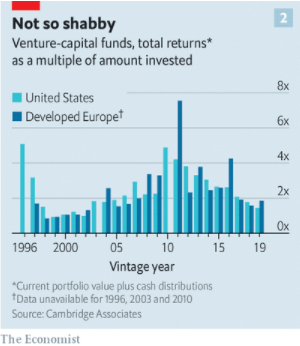 Not so shabby
2
Venture-capital funds, total returns*
as a multiple of amount invested
United States
Developed Europe†
8x
6x
4x
2x
0x
1996 2000 05 10 15 19
Vintage year
*Current portfolio value plus cash distributions
†Data unavailable for 1996, 2003 and 2010
Source: Cambridge Associates
The Economist